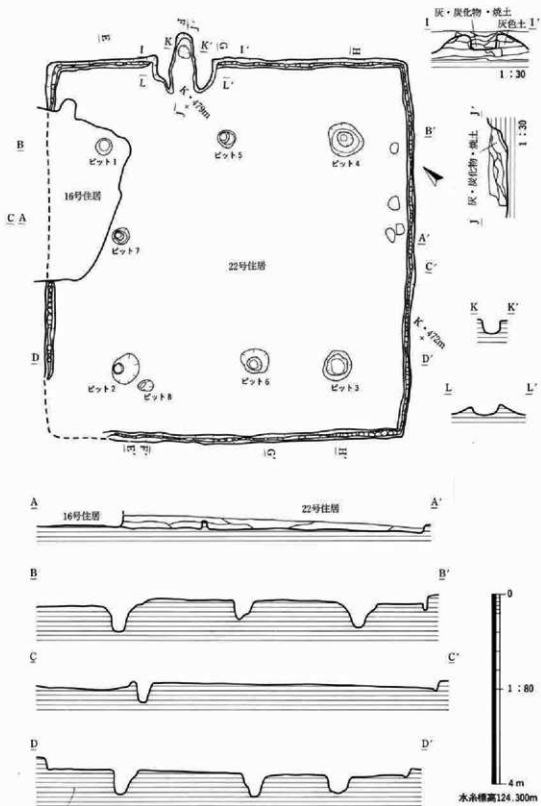 灰・炭化物・焼土
灰色土
I I'
1：30
E F J' G H
K K'
I I'
L L'
K・479m
J
B B'
ピット1
ピット5
ピット4
J'
1：30
灰・炭化物・焼土
J
16号住居
C A
ピット7
A'
22号住居
C'
K K'
K・472m
D D'
ピット2
ピット8
ピット6
ピット3
L L'
E' F' G' H'
A A'
16号住居
22号住居
B B'
0
C C'
1：80
D D'
4m
水糸標高124.300m